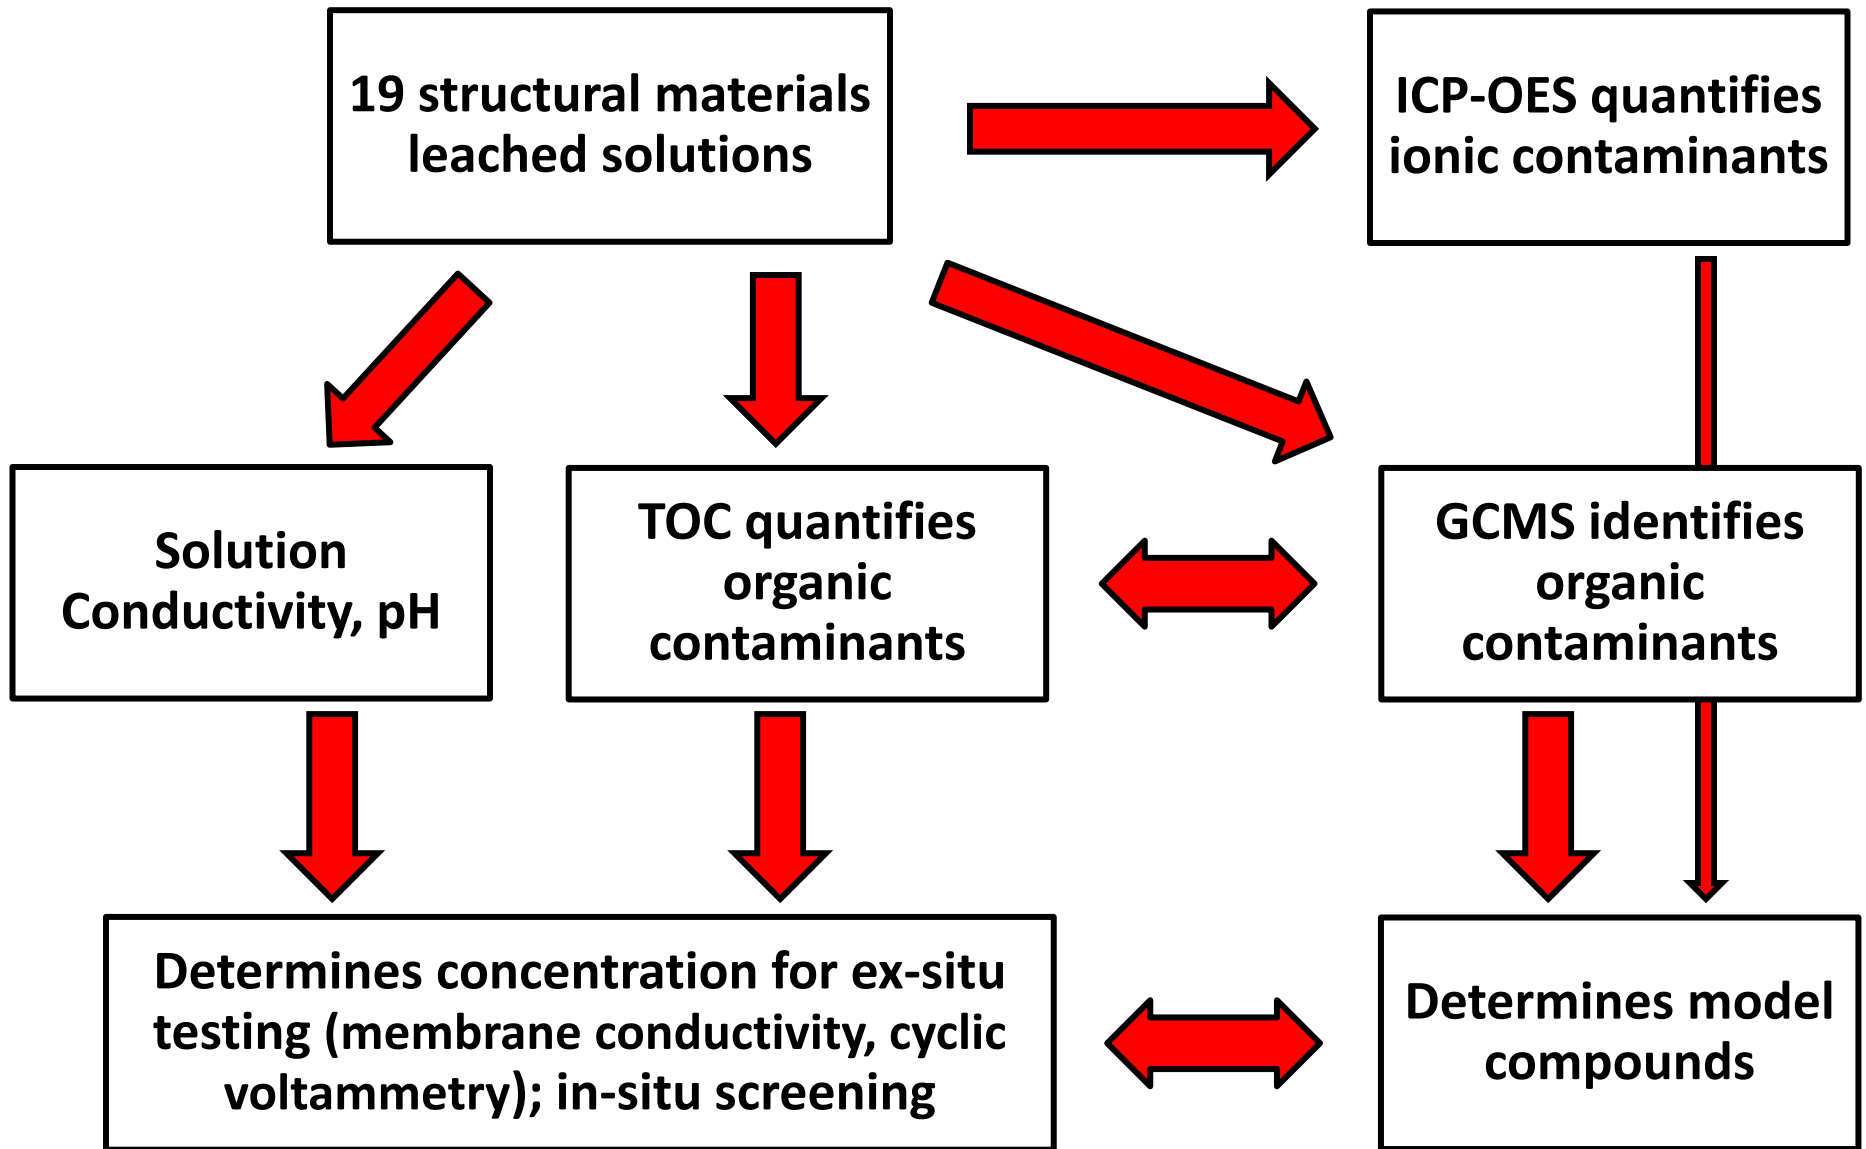 19 structural materials
leached solutions
ICP-OES quantifies
ionic contaminants
Solution
Conductivity, pH
TOC quantifies
organic
contaminants
GCMS identifies
organic
contaminants
Determines concentration for ex-situ
testing (membrane conductivity, cyclic
voltammetry); in-situ screening
Determines model
compounds